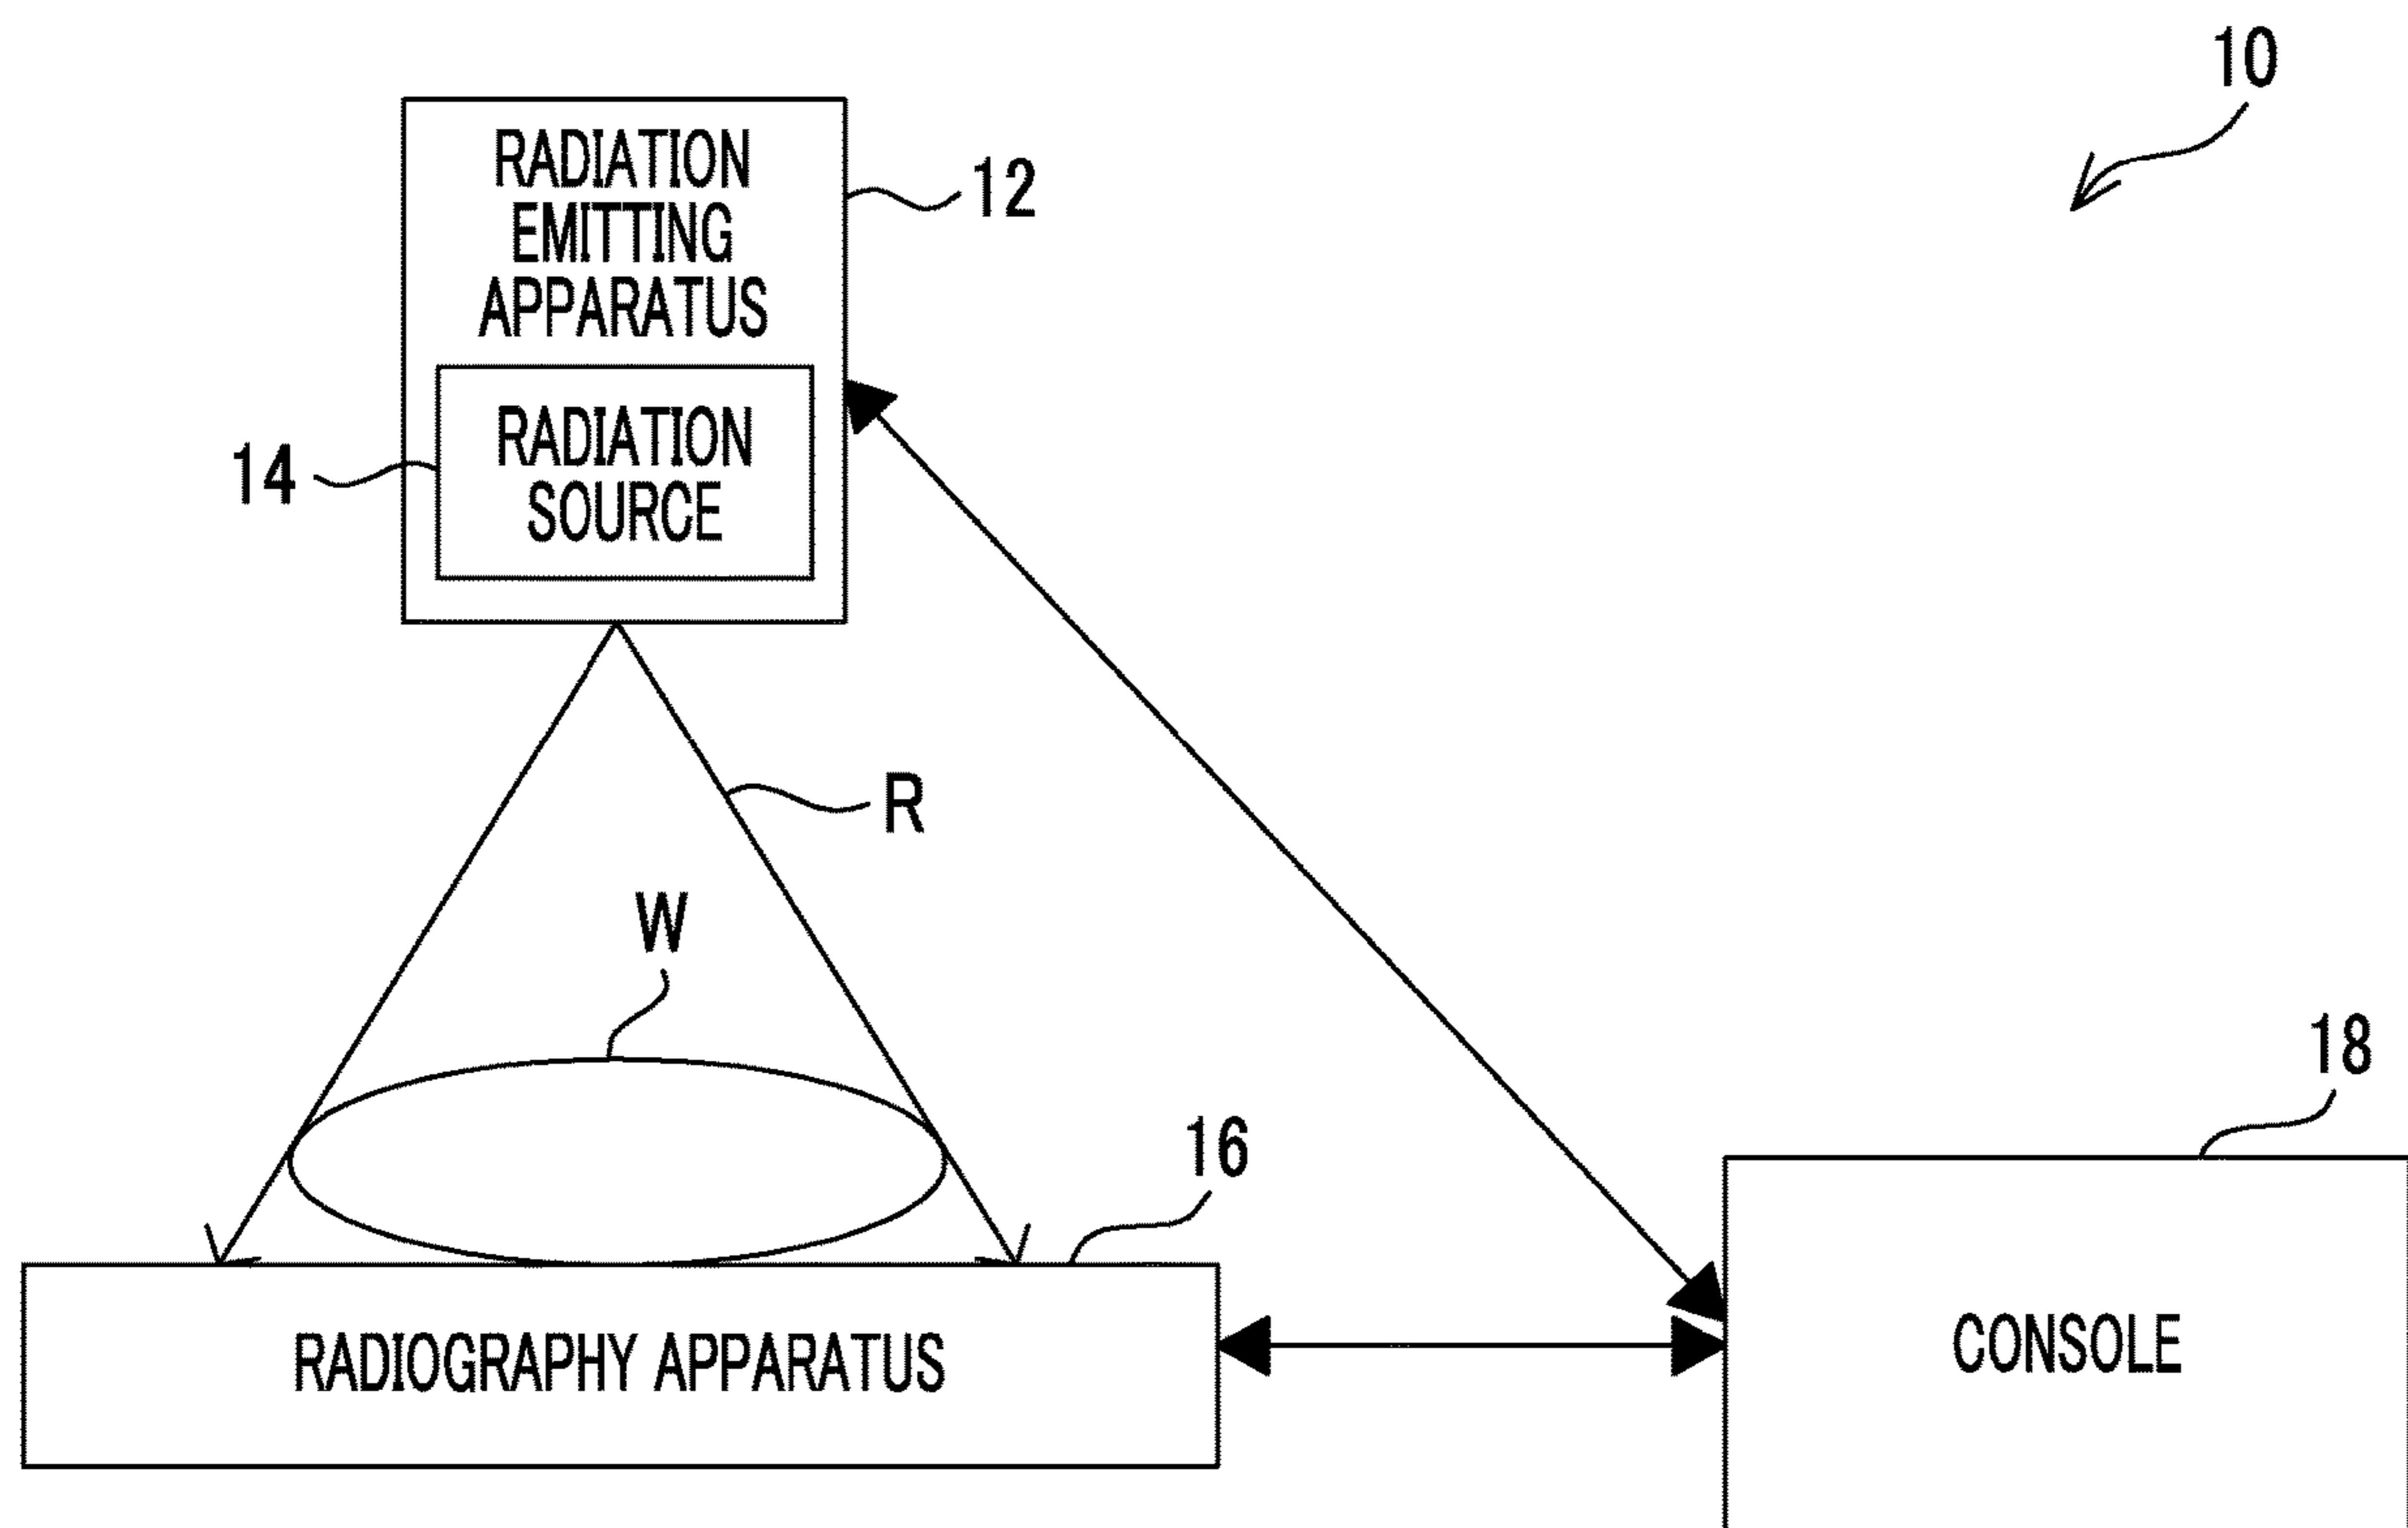 10
RADIATION
EMITTING
APPARATUS
12
RADIATION
SOURCE
14
R
W
16
18
RADIOGRAPHY APPARATUS
CONSOLE